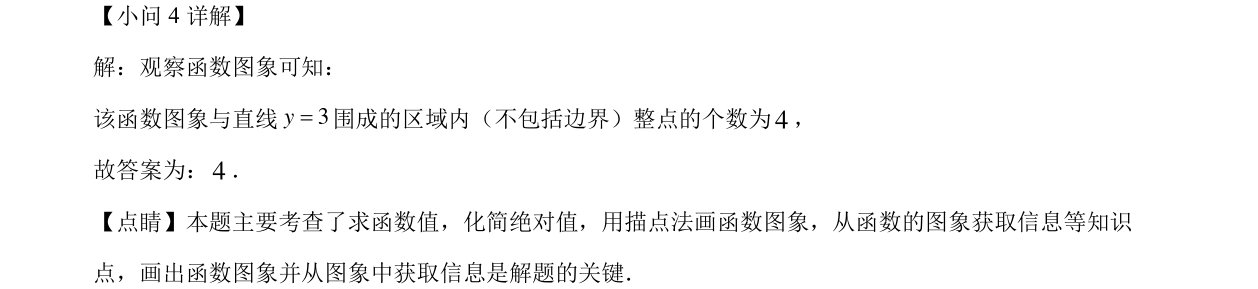 【小问 4 详解】
解：观察函数图象可知：
该函数图象与直线 y = 3 围成的区域内（不包括边界）整点的个数为 4，
故答案为：4．
【点睛】本题主要考查了求函数值，化简绝对值，用描点法画函数图象，从函数的图象获取信息等知识
点，画出函数图象并从图象中获取信息是解题的关键．